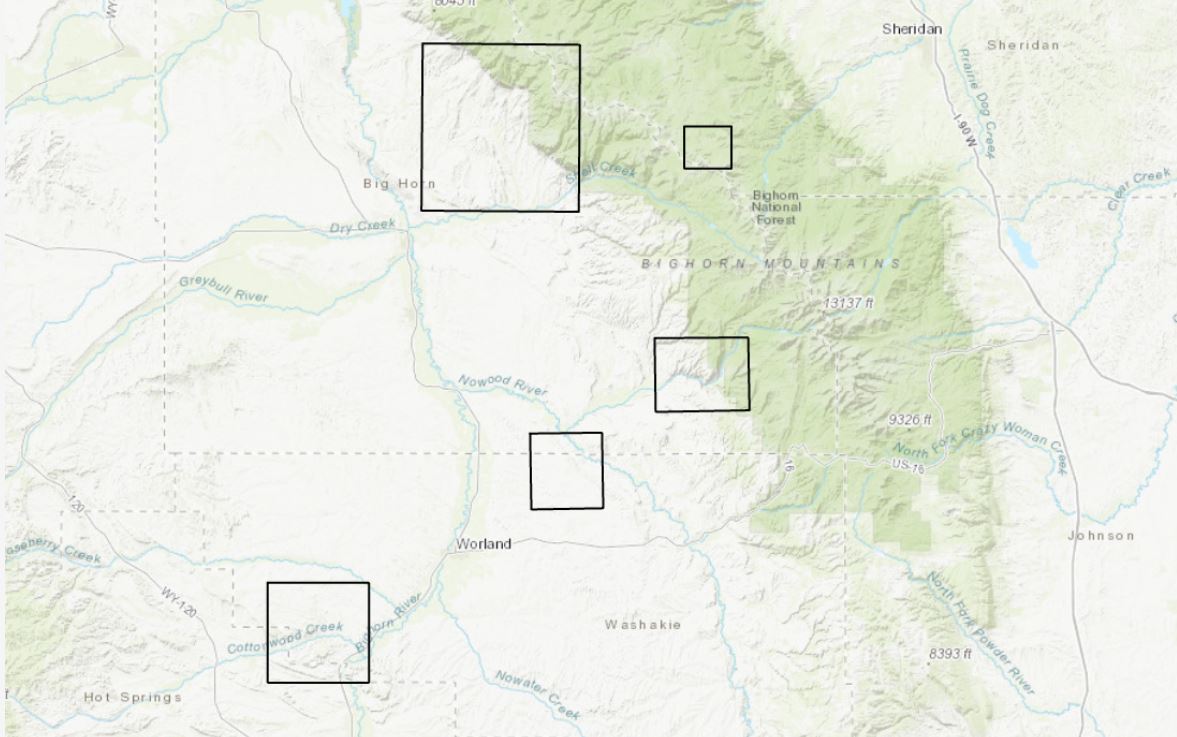 8045 ft
WY
Sheridan
Sheridan
Prairie Dog Creek
I-90 W
Big Horn
Shell Creek
Clear Creek
Bighorn
National
Forest
Dry Creek
BIGHORN MOUNTAINS
Greybull River
13137 ft
Nowood River
9326 ft
North Fork Crazy Woman Creek
US-16
16
120
Worland
Johnson
oseberry Creek
WY-120
North Fork Powder River
Cottonwood Creek
Bighorn River
Washakie
8393 ft
Hot Springs
Nowater Creek